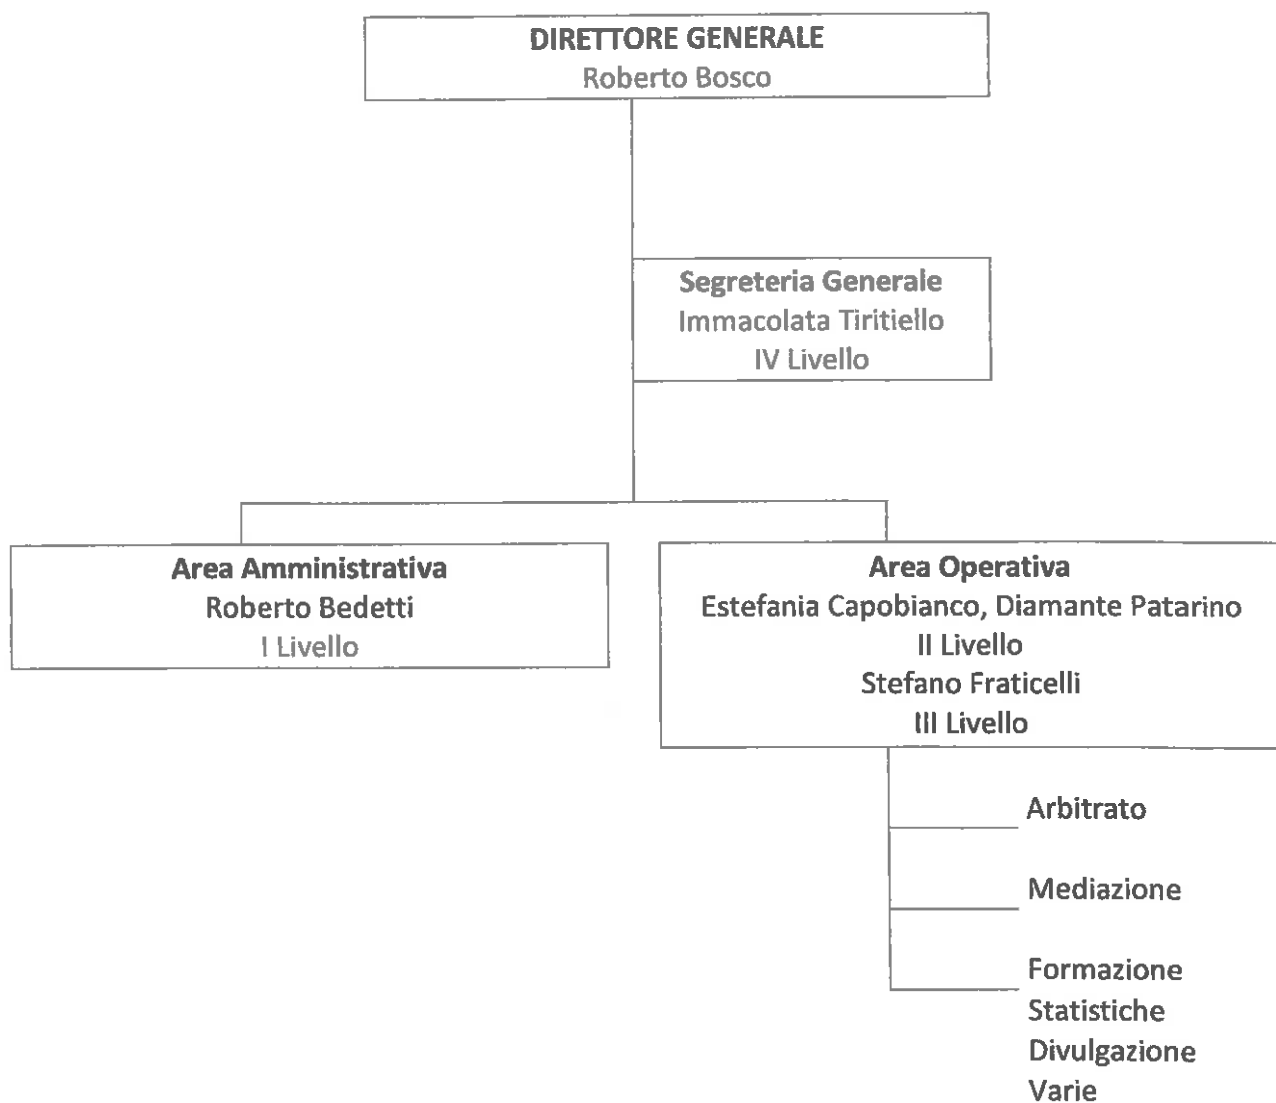 DIRETTORE GENERALE
Roberto Bosco
Segreteria Generale
Immacolata Tiritiello
IV Livello
Area Amministrativa
Roberto Bedetti
I Livello
Area Operativa
Estefania Capobianco, Diamante Patarino
II Livello
Stefano Fraticelli
III Livello
Arbitrato
Mediazione
Formazione
Statistiche
Divulgazione
Varie